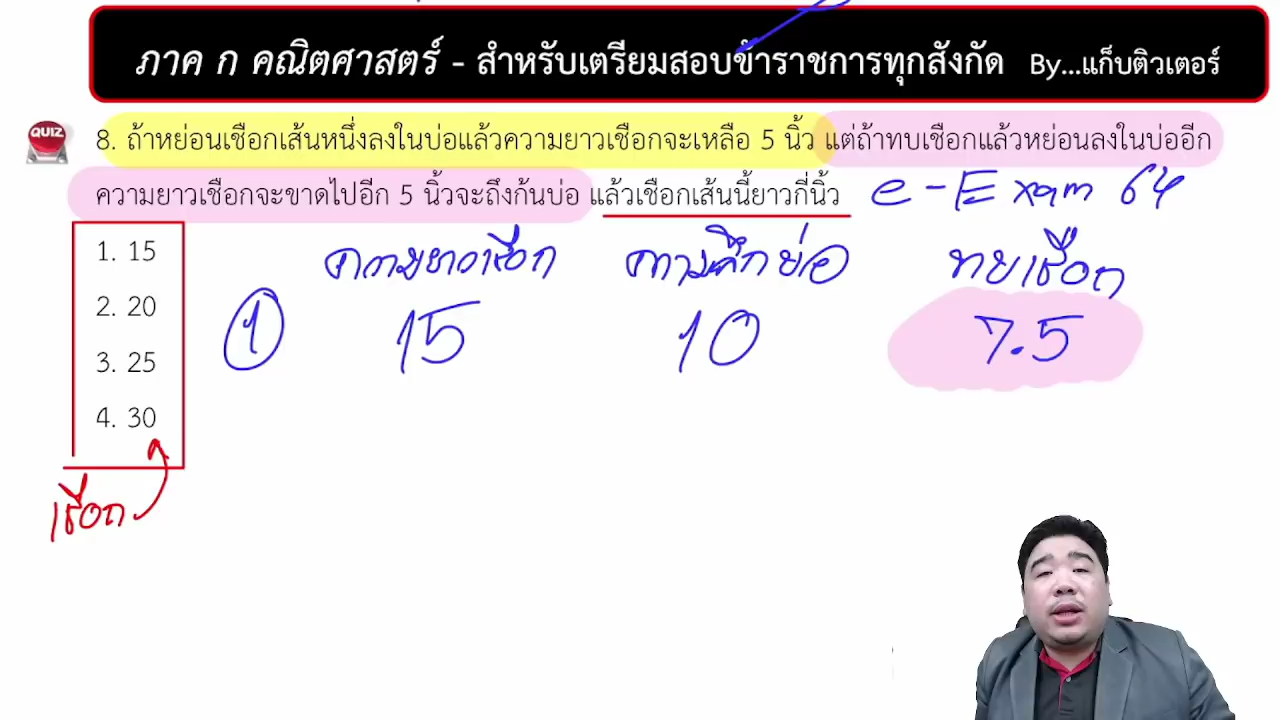 ภาค ก คณิตศาสตร์ - สำหรับเตรียมสอบข้าราชการทุกสังกัด By...แก็บติวเตอร์
QUIZ
8. ถ้าหย่อนเชือกเส้นหนึ่งลงในบ่อแล้วความยาวเชือกจะเหลือ 5 นิ้ว แต่ถ้าทบเชือกแล้วหย่อนลงในบ่ออีก
ความยาวเชือกจะขาดไปอีก 5 นิ้วจะถึงก้นบ่อ แล้วเชือกเส้นนี้ยาวกี่นิ้ว e-Exam 64
1. 15
2. 20
3. 25
4. 30
ความยาวเชือก ความลึกบ่อ ทบเชือก
1 15 10 7.5
เชือก